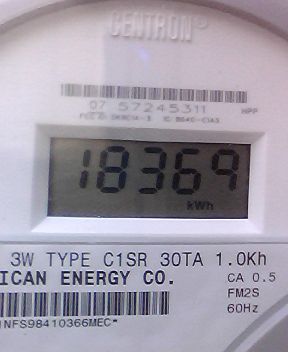 CENTRON®
07 57245311 HPP
18369
kWh
3W TYPE C1SR 30TA 1.0Kh
ICAN ENERGY CO.
CA 0.5
FM2S
60Hz
NFS98410366MEC*